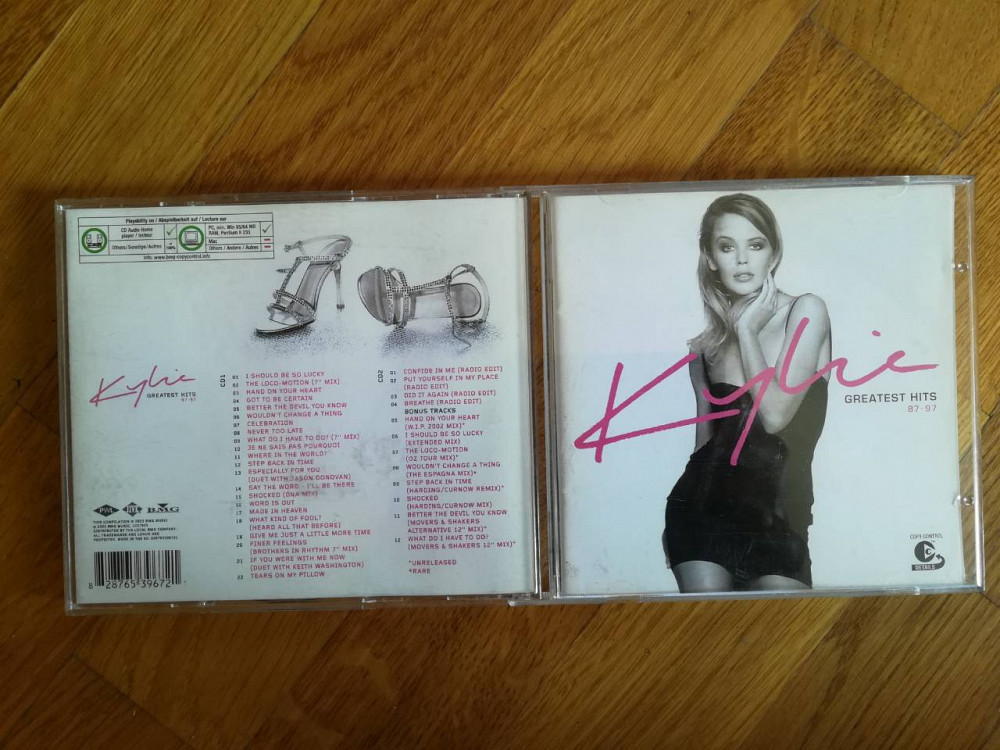 Playability on / Abspielbarkeit auf / Lecture sur
CD Audio Home
player / lecteur
Others/Sonstige/Autres
100%
PC, min. Win 95/64 MB
RAM, Pentium II 233
Mac
Others / Andere / Autres
info: www.bmg-copycontrol.info
Kylie
GREATEST HITS
87-97
CD1
01 I SHOULD BE SO LUCKY
02 THE LOCO-MOTION (7" MIX)
03 HAND ON YOUR HEART
04 GOT TO BE CERTAIN
05 BETTER THE DEVIL YOU KNOW
06 WOULDN'T CHANGE A THING
07 CELEBRATION
08 NEVER TOO LATE
09 WHAT DO I HAVE TO DO? (7" MIX)
10 JE NE SAIS PAS POURQUOI
11 WHERE IN THE WORLD?
12 STEP BACK IN TIME
13 ESPECIALLY FOR YOU
(DUET WITH JASON DONOVAN)
14 SAY THE WORD - I'LL BE THERE
15 SHOCKED (DNA MIX)
16 WORD IS OUT
17 MADE IN HEAVEN
18 WHAT KIND OF FOOL?
(HEARD ALL THAT BEFORE)
19 GIVE ME JUST A LITTLE MORE TIME
20 FINER FEELINGS
(BROTHERS IN RHYTHM 7" MIX)
21 IF YOU WERE WITH ME NOW
(DUET WITH KEITH WASHINGTON)
22 TEARS ON MY PILLOW
CD2
01 CONFIDE IN ME (RADIO EDIT)
02 PUT YOURSELF IN MY PLACE
(RADIO EDIT)
03 DID IT AGAIN (RADIO EDIT)
04 BREATHE (RADIO EDIT)
BONUS TRACKS
05 HAND ON YOUR HEART
(W.I.P. 2002 MIX)*
06 I SHOULD BE SO LUCKY
(EXTENDED MIX)
07 THE LOCO-MOTION
(OZ TOUR MIX)*
08 WOULDN'T CHANGE A THING
(THE ESPAGNA MIX)*
09 STEP BACK IN TIME
(HARDING/CURNOW REMIX)*
10 SHOCKED
(HARDING/CURNOW MIX)
11 BETTER THE DEVIL YOU KNOW
(MOVERS & SHAKERS
ALTERNATIVE 12" MIX)*
12 WHAT DO I HAVE TO DO?
(MOVERS & SHAKERS 12" MIX)*
*UNRELEASED
*RARE
PWL
BMG
8 28765 39672
Kylie
GREATEST HITS
87-97
COPY CONTROL
DETAILS